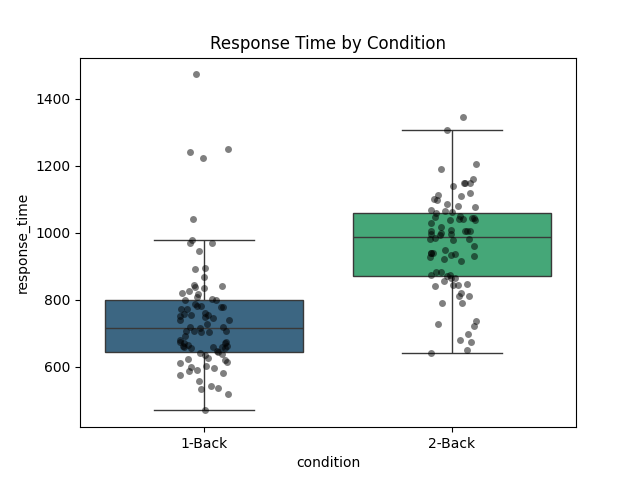 Response Time by Condition
1400
1200
1000
800
600
response_time
1-Back
2-Back
condition